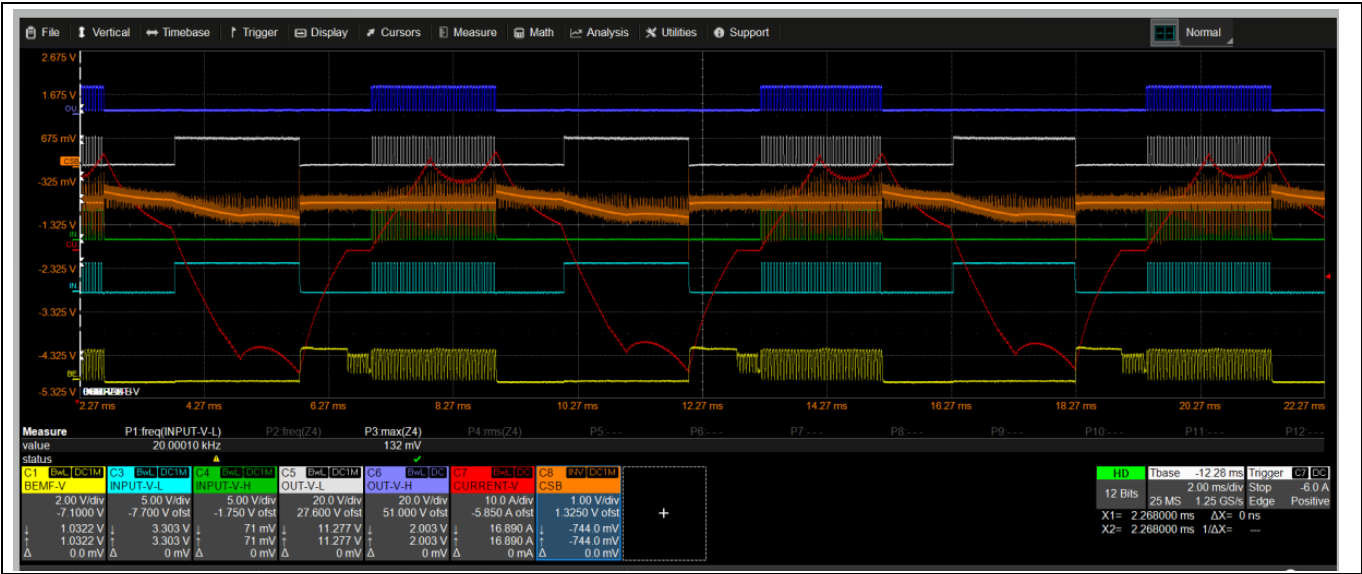 File Vertical Timebase Trigger Display Cursors Measure Math Analysis Utilities Support Normal
2.675 V
1.675 V
OU
675 mV
CSB
-325 mV
-1.325 V
IN
OU
-2.325 V
IN
-3.325 V
-4.325 V
BE
-5.325 V
2.27 ms 4.27 ms 6.27 ms 8.27 ms 10.27 ms 12.27 ms 14.27 ms 16.27 ms 18.27 ms 20.27 ms 22.27 ms
Measure P1:freq(INPUT-V-L) P2:freq(Z4) P3:max(Z4) P4:rms(Z4) P5:--- P6:--- P7:--- P8:--- P9:--- P10:--- P11:--- P12:---
value 20.00010 kHz 132 mV
status
C1 BwL DC1M C3 BwL DC1M C4 BwL DC1M C5 BwL DC1M C6 BwL DC C7 BwL DC C8 INV DC1M
BEMF-V INPUT-V-L INPUT-V-H OUT-V-L OUT-V-H CURRENT-V CSB
2.00 V/div 5.00 V/div 5.00 V/div 20.0 V/div 20.0 V/div 10.0 A/div 1.00 V/div
-7.1000 V -7.700 V ofst -1.750 V ofst 27.600 V ofst 51.000 V ofst -5.850 A ofst 1.3250 V ofst
↓ 1.0322 V ↓ 3.303 V ↓ 71 mV ↓ 11.277 V ↓ 2.003 V ↓ 16.890 A ↓ -744.0 mV
↑ 1.0322 V ↑ 3.303 V ↑ 71 mV ↑ 11.277 V ↑ 2.003 V ↑ 16.890 A ↑ -744.0 mV
Δ 0.0 mV Δ 0 mV Δ 0 mV Δ 0 mV Δ 0 mV Δ 0 mA Δ 0.0 mV
+
HD Tbase -12.28 ms Trigger C7 DC
12 Bits 2.00 ms/div Stop -6.0 A
25 MS 1.25 GS/s Edge Positive
X1= 2.268000 ms ΔX= 0 ns
X2= 2.268000 ms 1/ΔX= ---